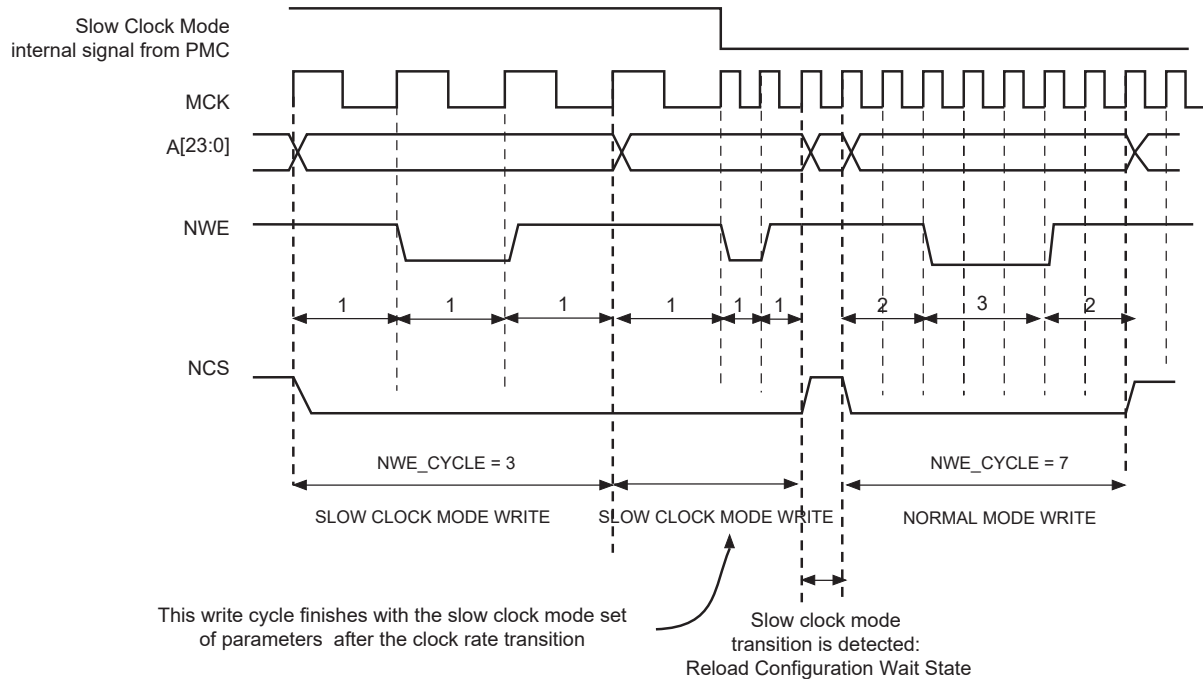 Slow Clock Mode
internal signal from PMC
MCK
A[23:0]
NWE
1 1 1 1 1 1 2 3 2
NCS
NWE_CYCLE = 3 NWE_CYCLE = 7
SLOW CLOCK MODE WRITE SLOW CLOCK MODE WRITE NORMAL MODE WRITE
This write cycle finishes with the slow clock mode set
of parameters after the clock rate transition
Slow clock mode
transition is detected:
Reload Configuration Wait State